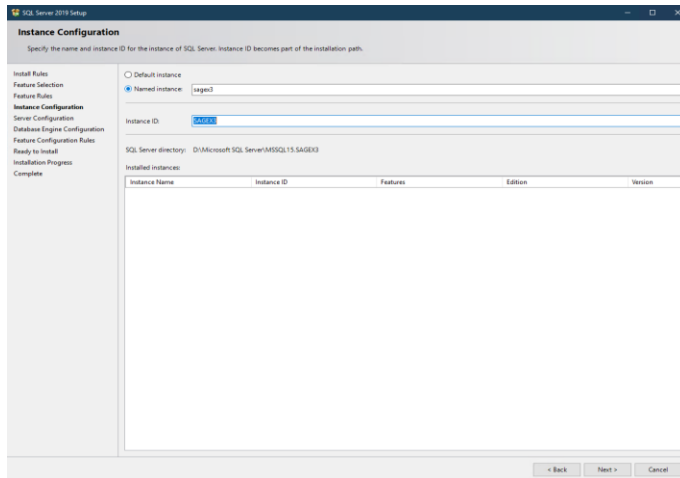 SQL Server 2019 Setup
Instance Configuration
Specify the name and instance ID for the instance of SQL Server. Instance ID becomes part of the installation path.
Install Rules
Feature Selection
Feature Rules
Instance Configuration
Server Configuration
Database Engine Configuration
Feature Configuration Rules
Ready to Install
Installation Progress
Complete
Default instance
Named instance: sagex3
Instance ID: SAGEX3
SQL Server directory: D:\Microsoft SQL Server\MSSQL15.SAGEX3
Installed instances:
Instance Name Instance ID Features Edition Version
< Back Next > Cancel